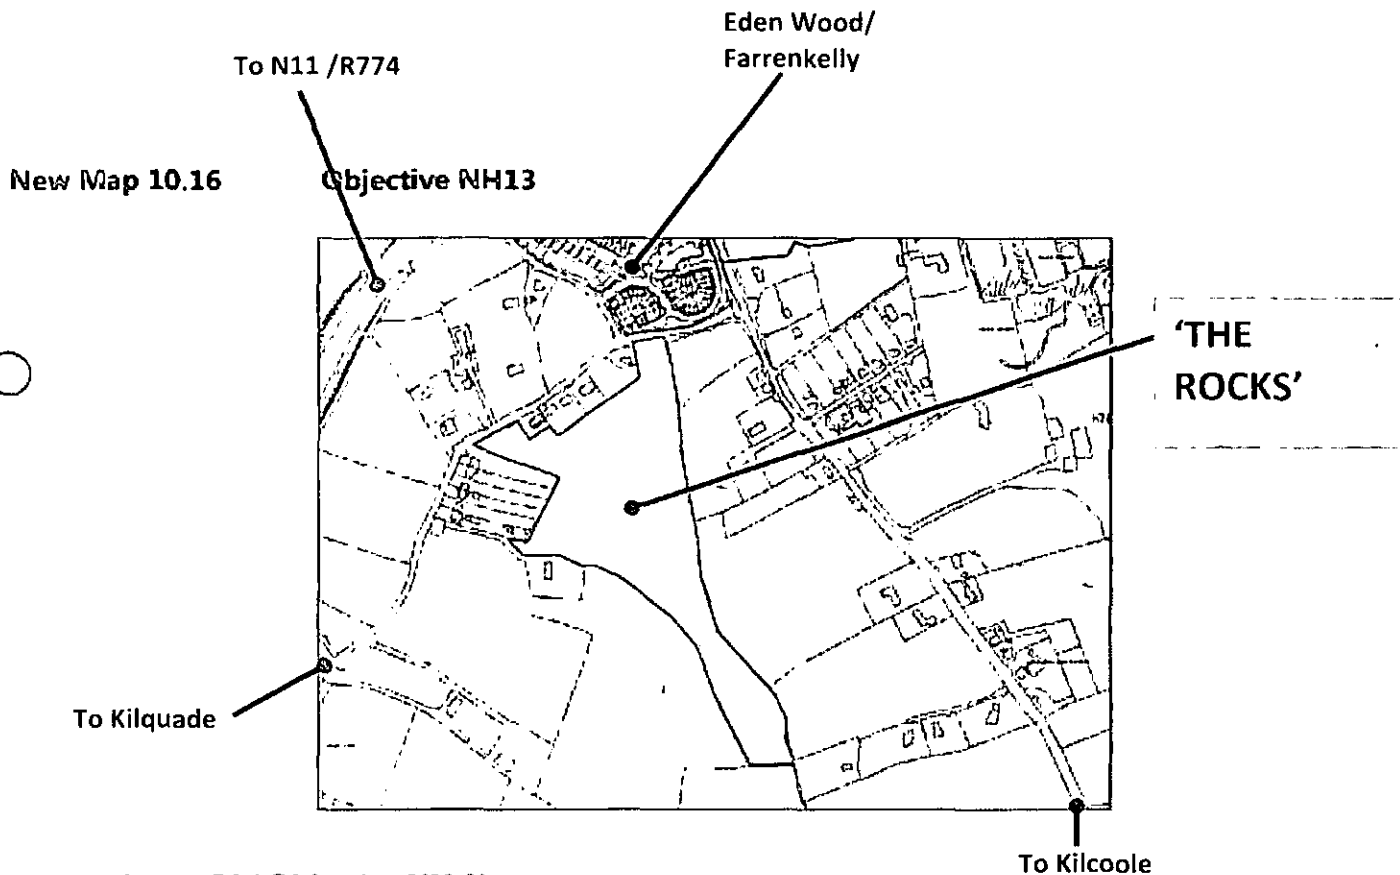 Eden Wood/
Farrenkelly
To N11 /R774
New Map 10.16 Objective NH13
'THE
ROCKS'
To Kilquade
To Kilcoole